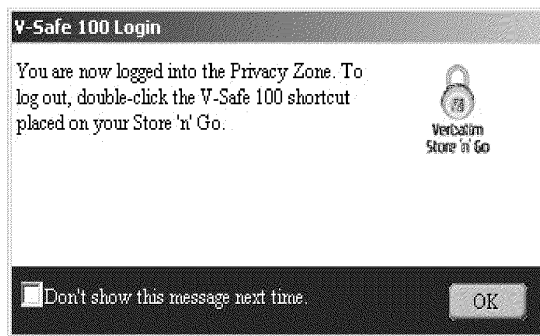 V-Safe 100 Login
You are now logged into the Privacy Zone. To
log out, double-click the V-Safe 100 shortcut
placed on your Store 'n' Go.
Verbatim
Store 'n' Go
Don't show this message next time.
OK